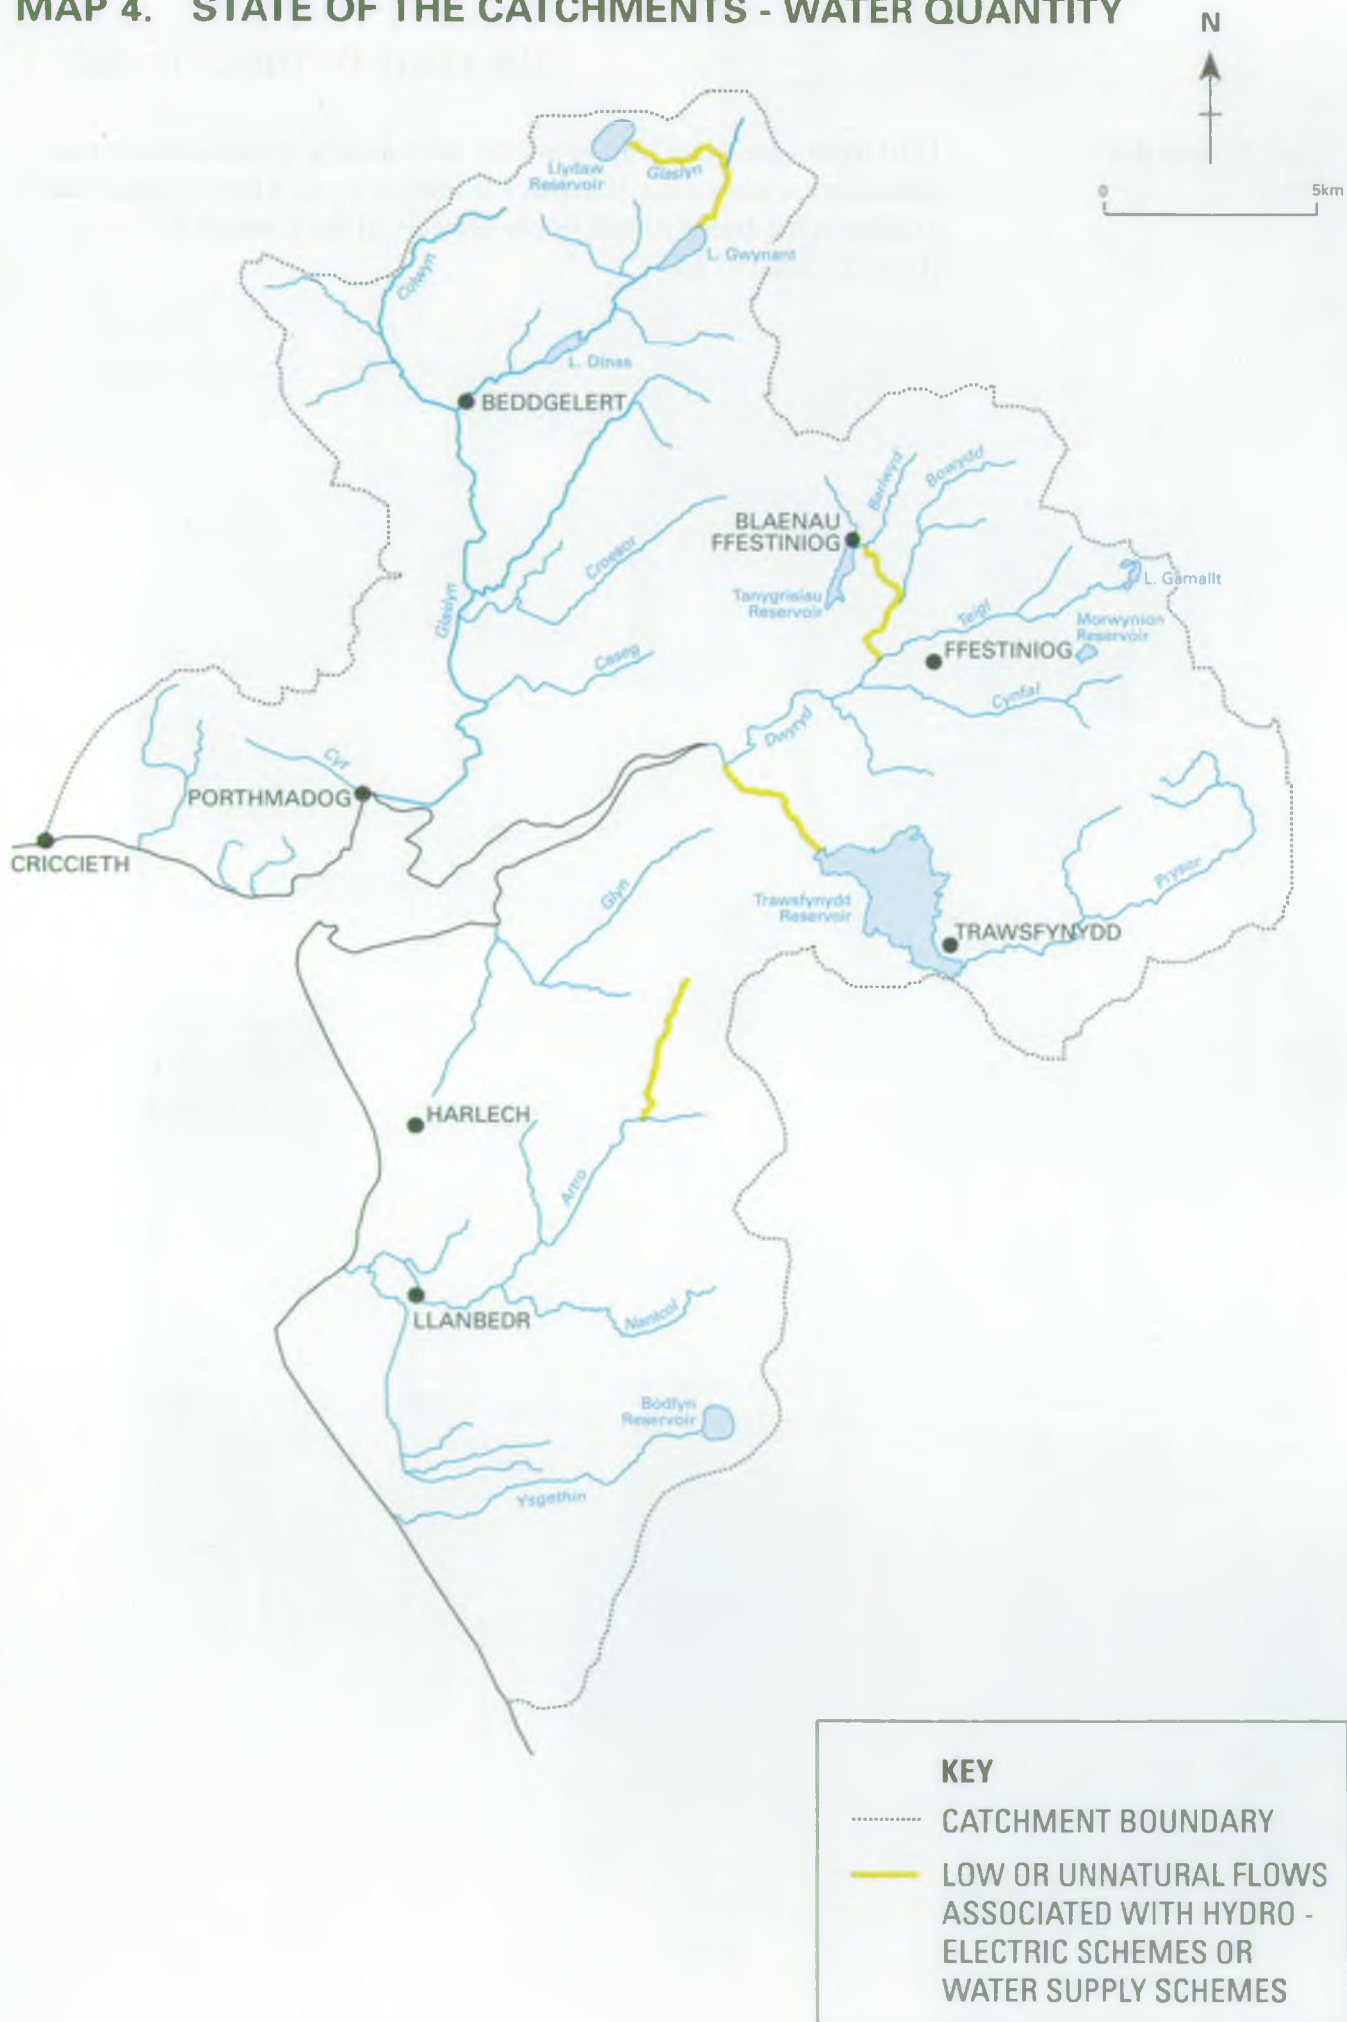 MAP 4. STATE OF THE CATCHMENTS - WATER QUANTITY
N
0 5km
Llydaw
Reservoir
Glaslyn
L. Gwynant
Colwyn
L. Dinas
BEDDGELERT
Barlwyd
Bowydd
BLAENAU
FFESTINIOG
Croesor
Tanygrisiau
Reservoir
L. Gamallt
Teigl
Morwynion
Reservoir
Glaslyn
FFESTINIOG
Caseg
Cynfal
Dwyryd
Cyt
PORTHMADOG
CRICCIETH
Glyn
Prysor
Trawsfynydd
Reservoir
TRAWSFYNYDD
HARLECH
Artro
Nantcol
LLANBEDR
Bodlyn
Reservoir
Ysgethin
KEY
CATCHMENT BOUNDARY
LOW OR UNNATURAL FLOWS
ASSOCIATED WITH HYDRO -
ELECTRIC SCHEMES OR
WATER SUPPLY SCHEMES